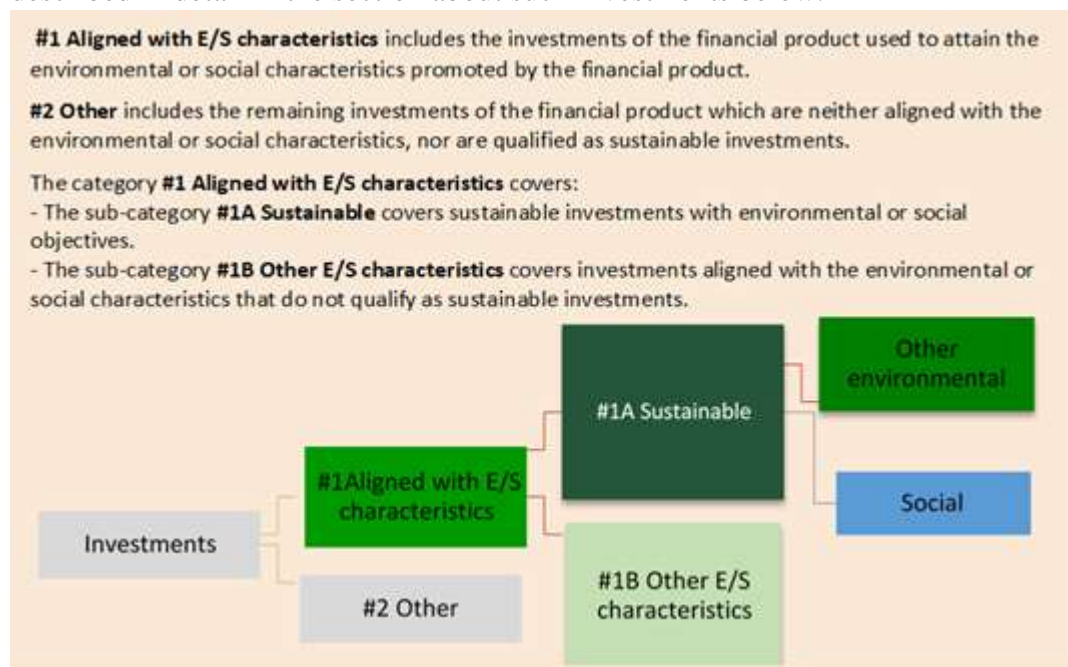 #1 Aligned with E/S characteristics includes the investments of the financial product used to attain the
environmental or social characteristics promoted by the financial product.
#2 Other includes the remaining investments of the financial product which are neither aligned with the
environmental or social characteristics, nor are qualified as sustainable investments.
The category #1 Aligned with E/S characteristics covers:
- The sub-category #1A Sustainable covers sustainable investments with environmental or social
objectives.
- The sub-category #1B Other E/S characteristics covers investments aligned with the environmental or
social characteristics that do not qualify as sustainable investments.
Investments
#1Aligned with E/S
characteristics
#2 Other
#1A Sustainable
#1B Other E/S
characteristics
Other
environmental
Social